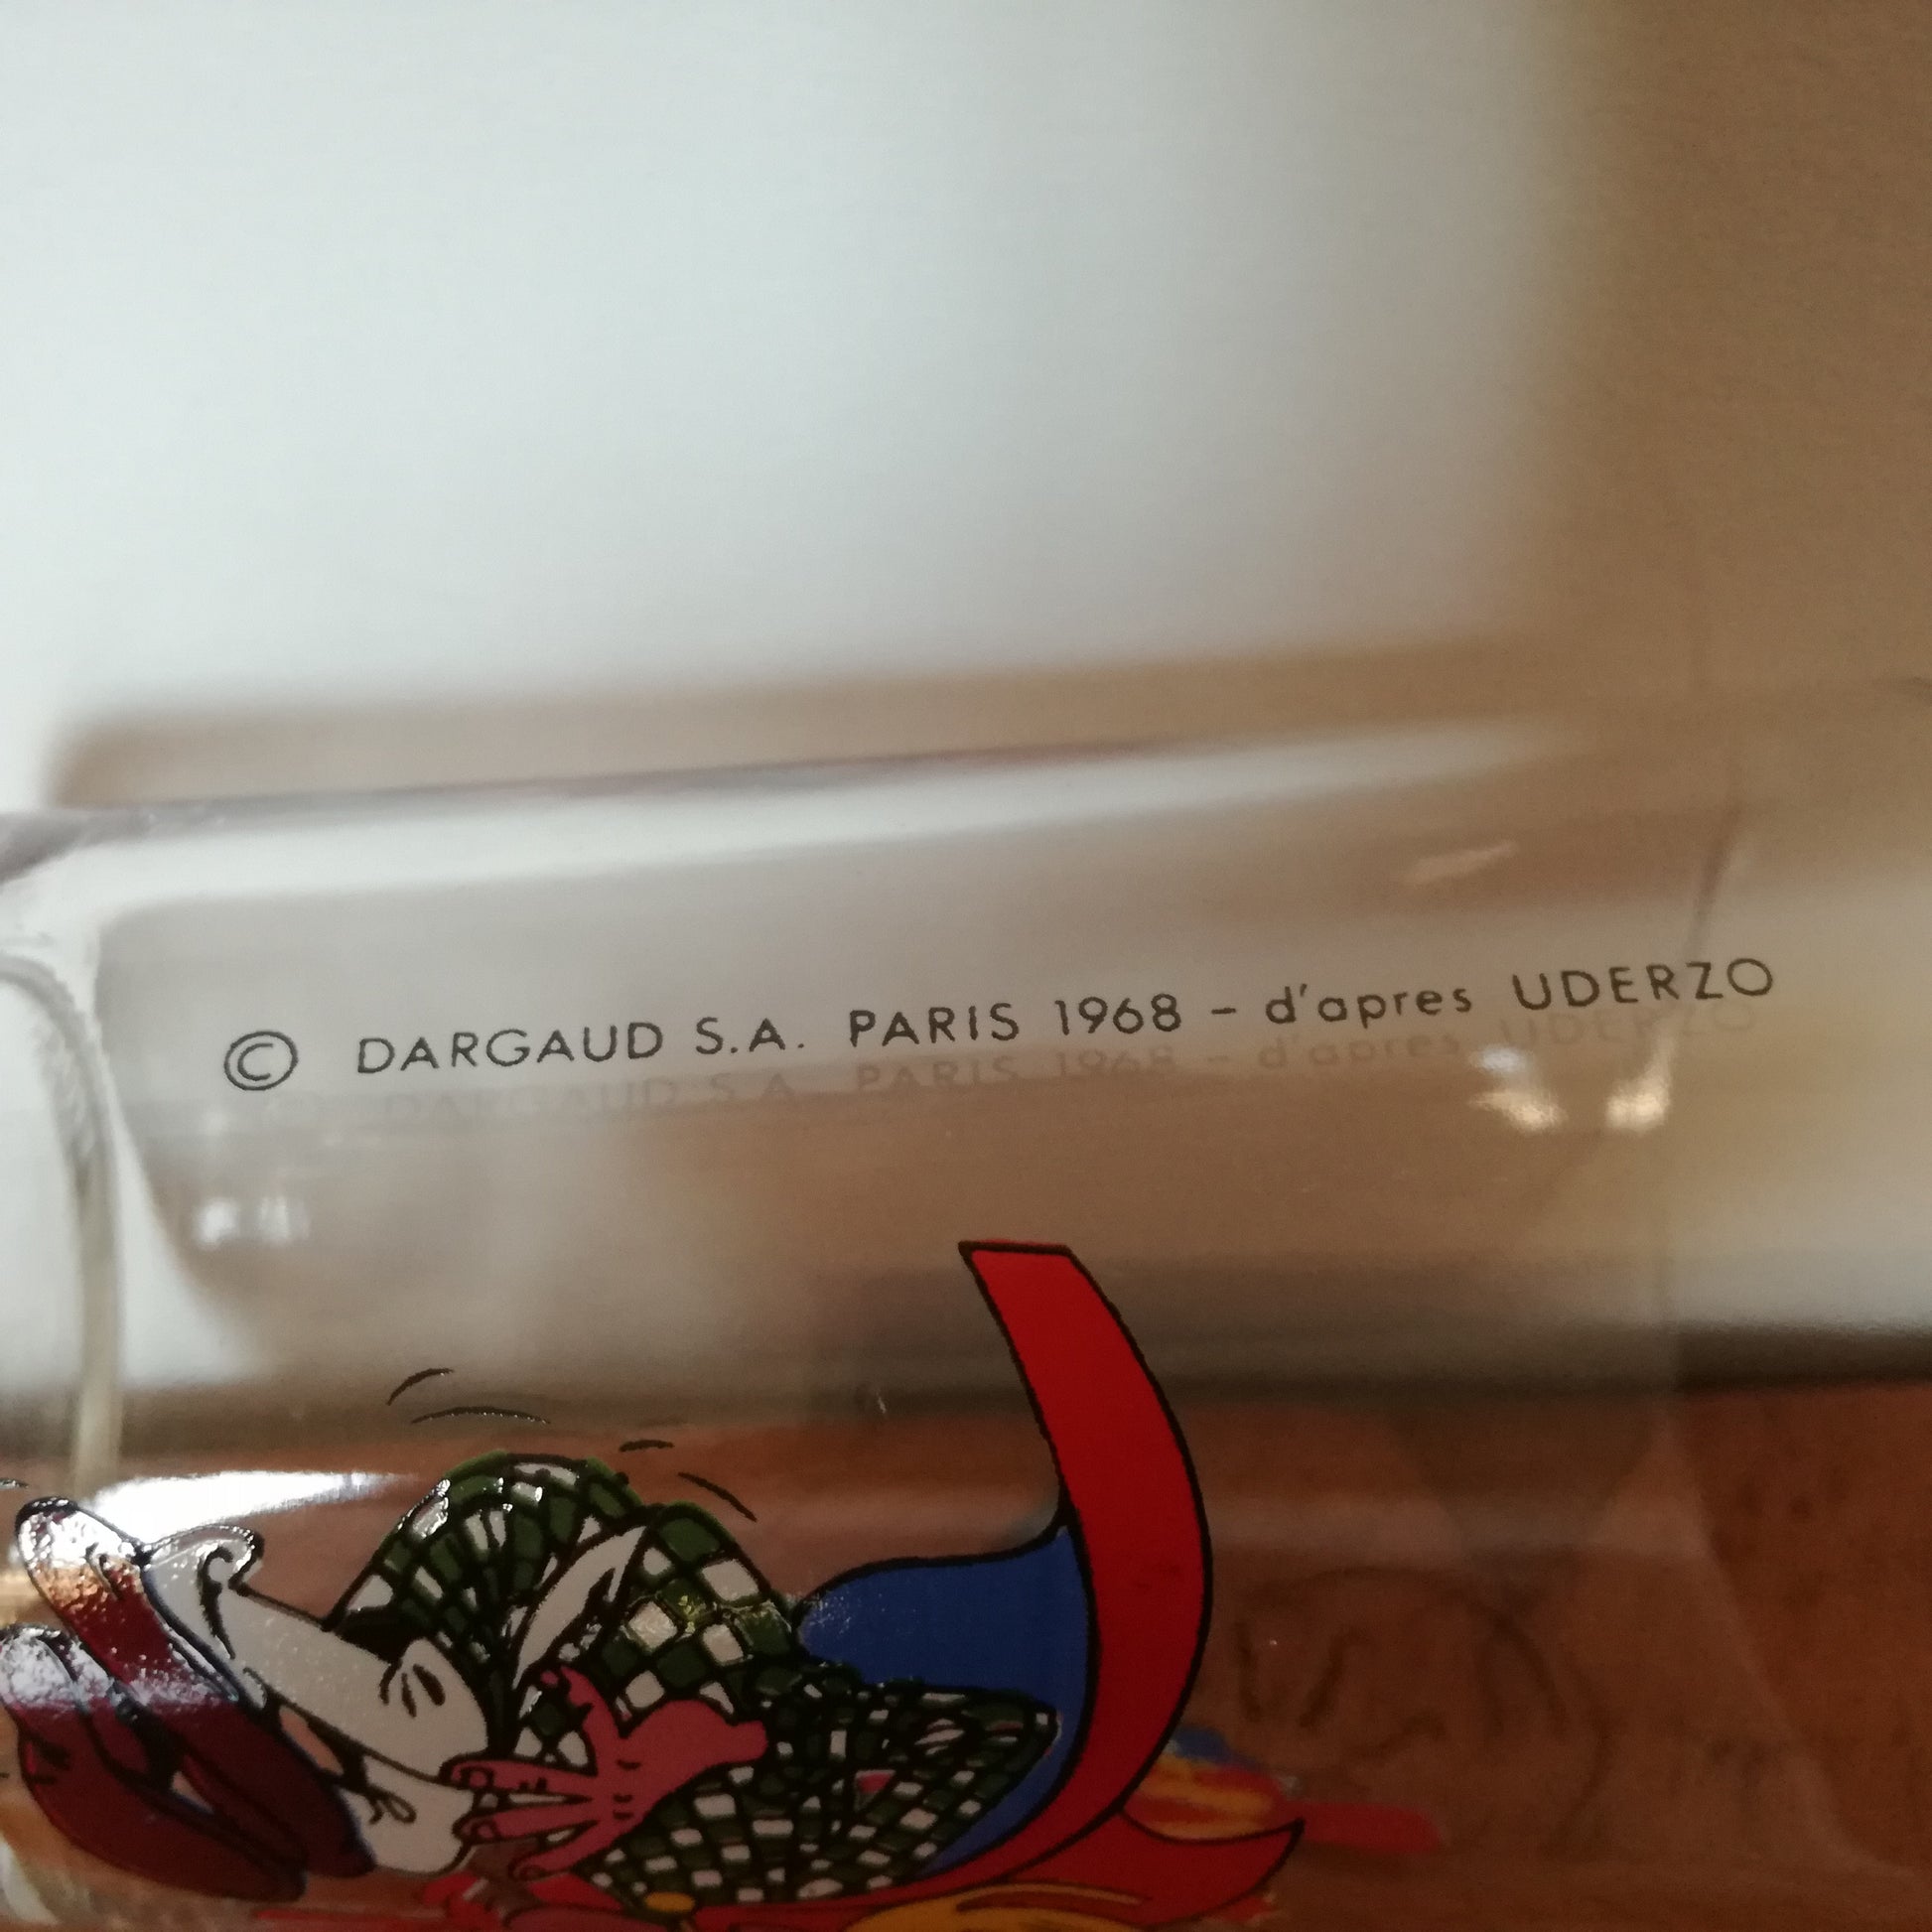 © DARGAUD S.A. PARIS 1968 – d'apres UDERZO